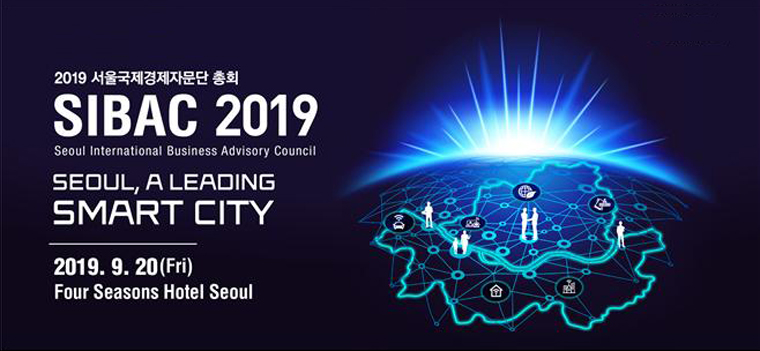 2019 서울국제경제자문단 총회
SIBAC 2019
Seoul International Business Advisory Council
SEOUL, A LEADING
SMART CITY
2019. 9. 20(Fri)
Four Seasons Hotel Seoul